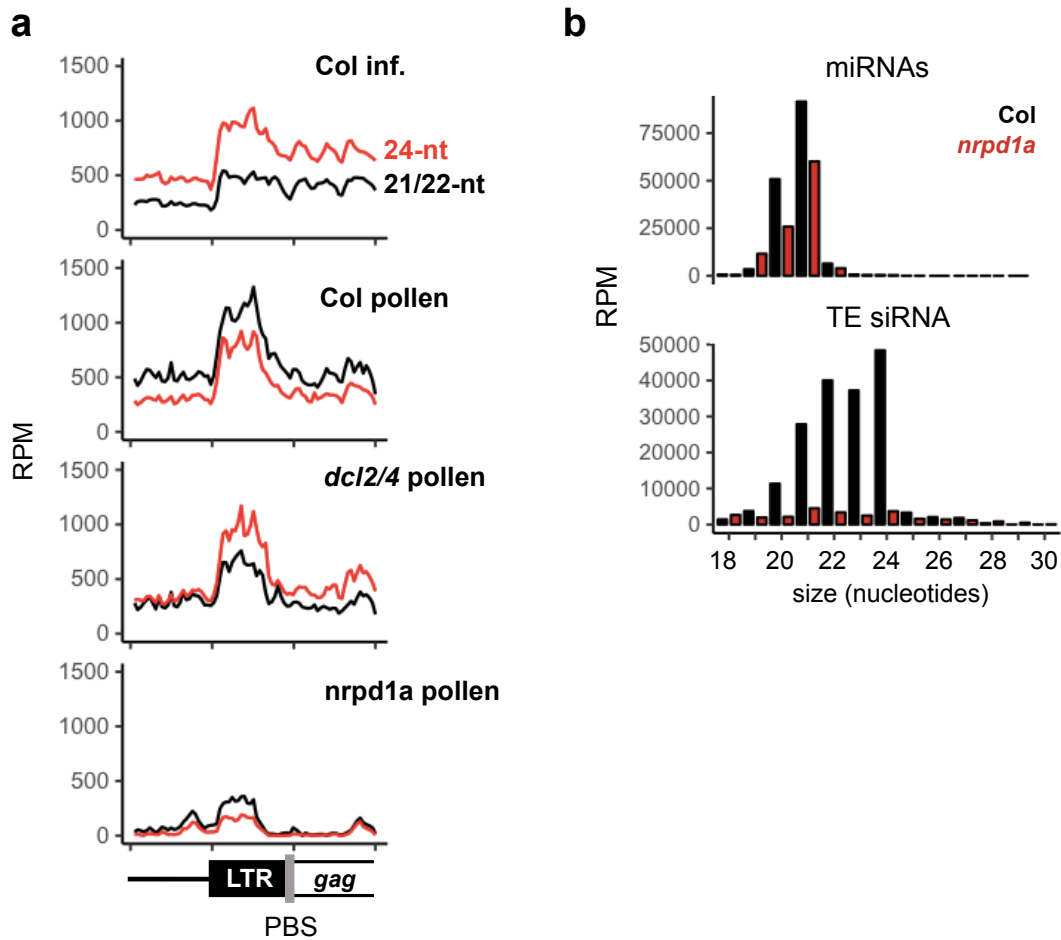 a
1500
1000
500
0
Col inf.
24-nt
21/22-nt
1500
1000
500
0
Col pollen
1500
1000
500
0
dcl2/4 pollen
1500
1000
500
0
nrpd1a pollen
RPM
LTR
gag
PBS
b
miRNAs
Col
nrpd1a
75000
50000
25000
0
RPM
TE siRNA
50000
40000
30000
20000
10000
0
18 20 22 24 26 28 30
size (nucleotides)